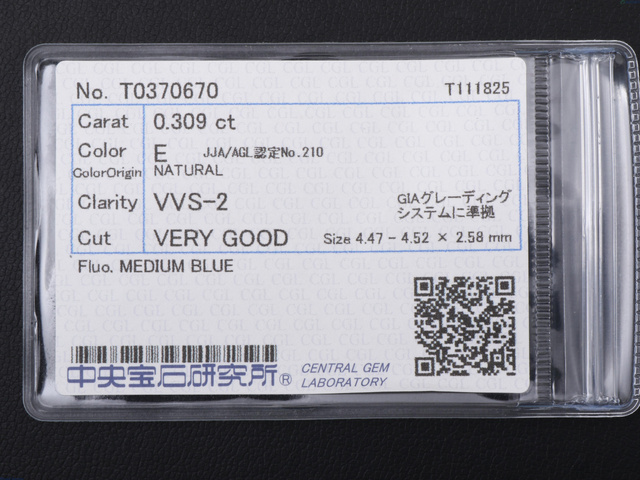 No. T0370670 T111825
Carat 0.309 ct
Color E JJA/AGL認定No.210
ColorOrigin NATURAL
Clarity VVS-2 GIAグレーディング
システムに準拠
Cut VERY GOOD Size 4.47 - 4.52 × 2.58 mm
Fluo. MEDIUM BLUE
中央宝石研究所® CENTRAL GEM
LABORATORY